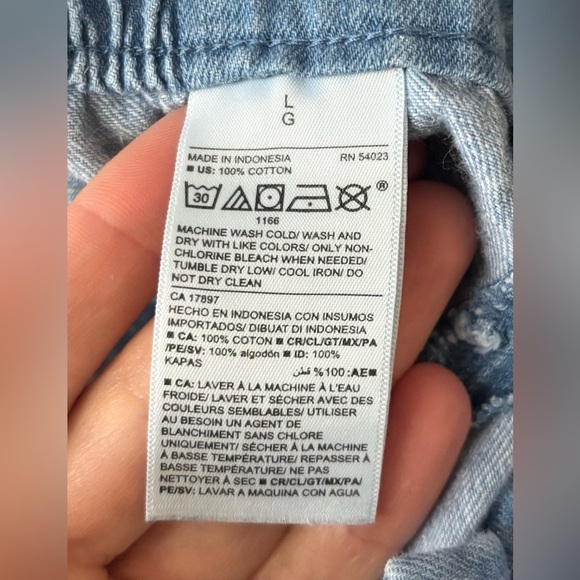 L
G
MADE IN INDONESIA RN 54023
■ US: 100% COTTON
30 ®
1166
MACHINE WASH COLD/ WASH AND
DRY WITH LIKE COLORS/ ONLY NON-
CHLORINE BLEACH WHEN NEEDED/
TUMBLE DRY LOW/ COOL IRON/ DO
NOT DRY CLEAN
CA 17897
HECHO EN INDONESIA CON INSUMOS
IMPORTADOS/ DIBUAT DI INDONESIA
■ CA: 100% COTTON ■ CR/CL/GT/MX/PA
/PE/SV: 100% algodón ■ ID: 100%
KAPAS
■ AE: 100% قطن
■ CA: LAVER À LA MACHINE À L'EAU
FROIDE/ LAVER ET SÉCHER AVEC DES
COULEURS SEMBLABLES/ UTILISER
AU BESOIN UN AGENT DE
BLANCHIMENT SANS CHLORE
UNIQUEMENT/ SÉCHER À LA MACHINE
À BASSE TEMPÉRATURE/ REPASSER À
BASSE TEMPÉRATURE/ NE PAS
NETTOYER À SEC ■ CR/CL/GT/MX/PA/
PE/SV: LAVAR A MAQUINA CON AGUA